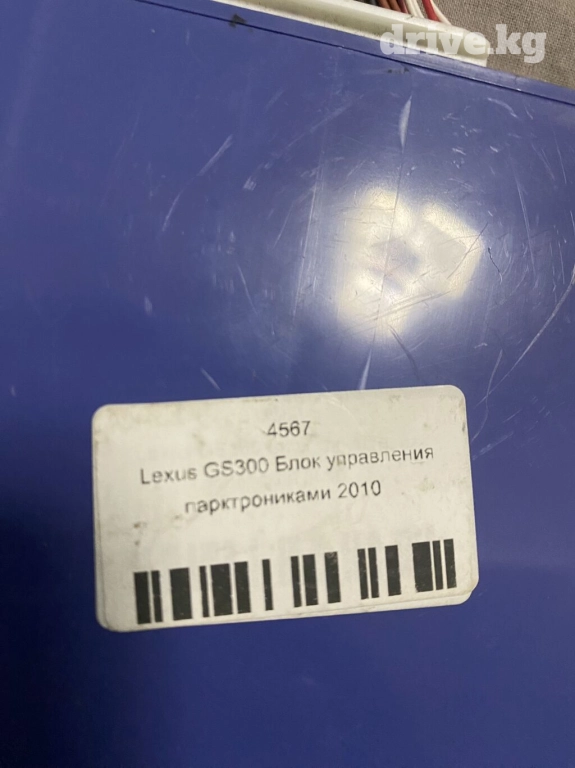 drive.kg
4567
Lexus GS300 Блок управления
парктрониками 2010